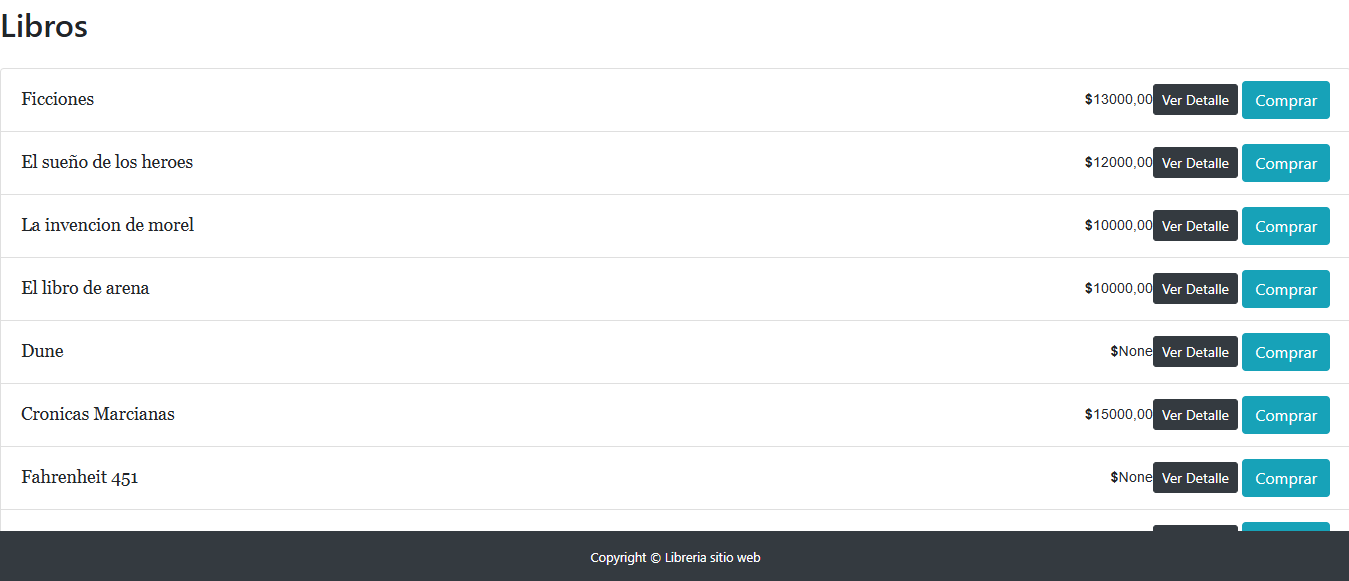 Libros
Ficciones $13000,00 Ver Detalle Comprar
El sueño de los heroes $12000,00 Ver Detalle Comprar
La invencion de morel $10000,00 Ver Detalle Comprar
El libro de arena $10000,00 Ver Detalle Comprar
Dune $None Ver Detalle Comprar
Cronicas Marcianas $15000,00 Ver Detalle Comprar
Fahrenheit 451 $None Ver Detalle Comprar
Copyright © Libreria sitio web